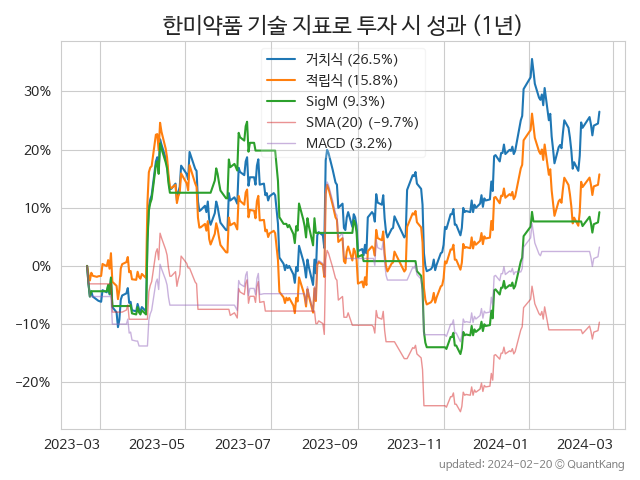 한미약품 기술 지표로 투자 시 성과 (1년)
거치식 (26.5%)
적립식 (15.8%)
SigM (9.3%)
SMA(20) (−9.7%)
MACD (3.2%)
30%
20%
10%
0%
−10%
−20%
2023-03 2023-05 2023-07 2023-09 2023-11 2024-01 2024-03
updated: 2024-02-20 ⓒ QuantKang